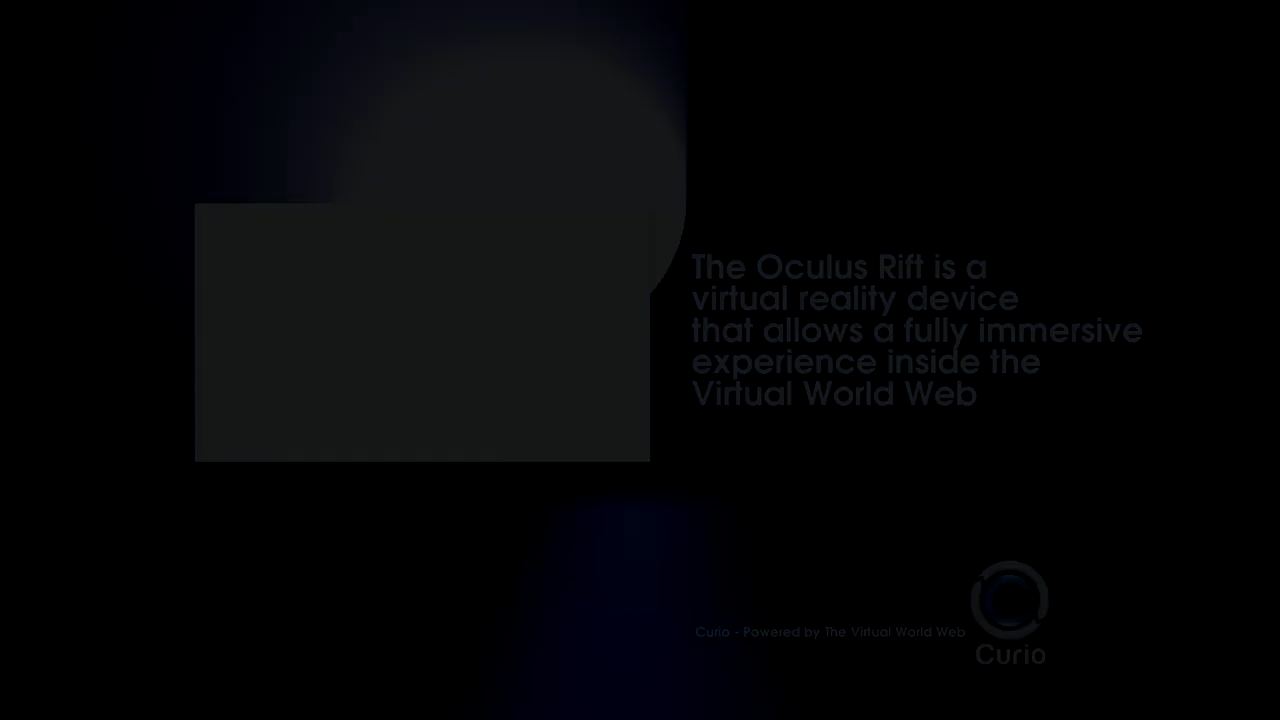 The Oculus Rift is a
virtual reality device
that allows a fully immersive
experience inside the
Virtual World Web
Curio - Powered by The Virtual World Web
Curio